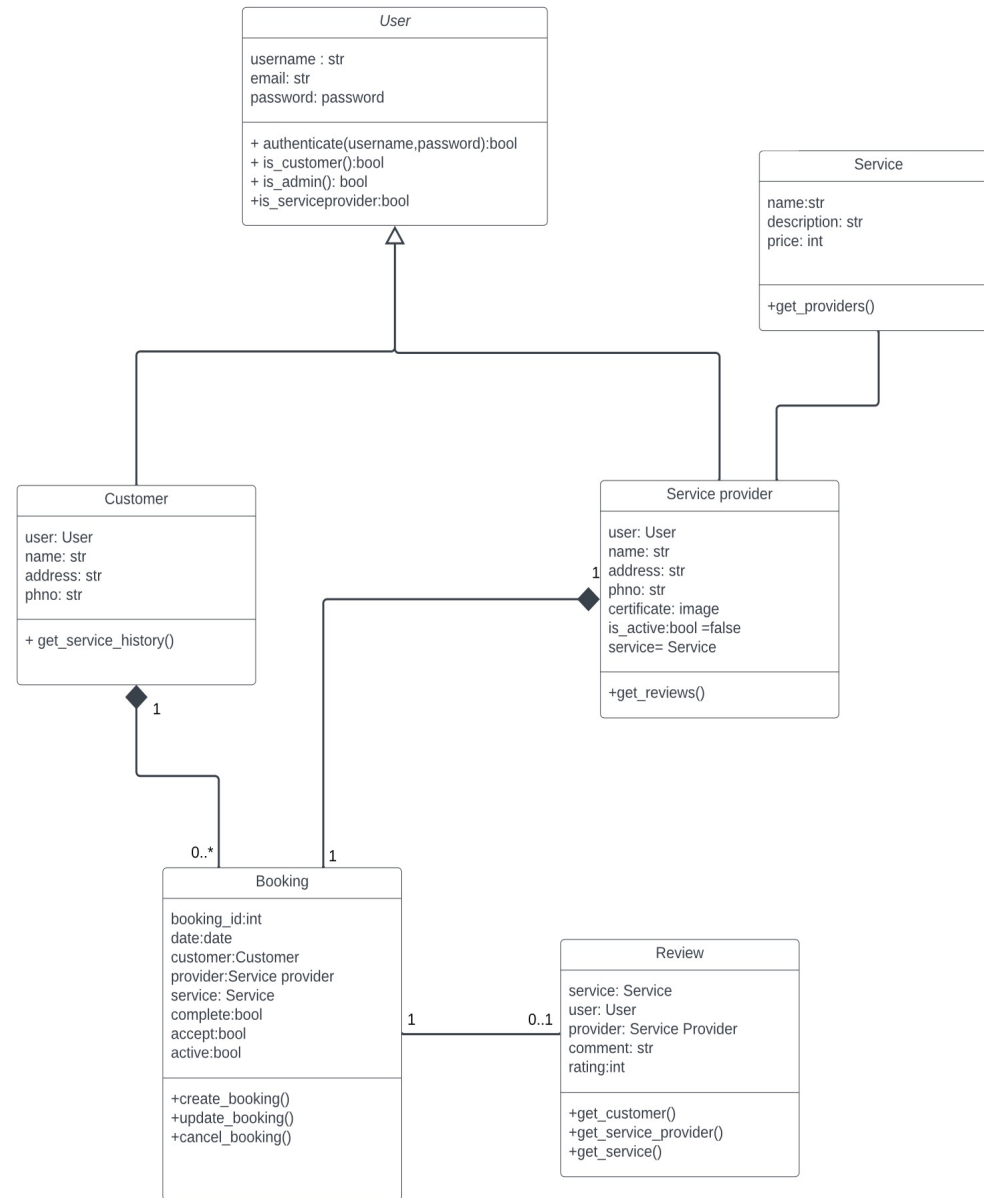 User
username : str
email: str
password: password
+ authenticate(username,password):bool
+ is_customer():bool
+ is_admin(): bool
+is_serviceprovider:bool
Service
name:str
description: str
price: int
+get_providers()
Customer
user: User
name: str
address: str
phno: str
+ get_service_history()
1
0..*
Service provider
user: User
name: str
address: str
phno: str
certificate: image
is_active:bool =false
service= Service
+get_reviews()
1
1
Booking
booking_id:int
date:date
customer:Customer
provider:Service provider
service: Service
complete:bool
accept:bool
active:bool
+create_booking()
+update_booking()
+cancel_booking()
1
0..1
Review
service: Service
user: User
provider: Service Provider
comment: str
rating:int
+get_customer()
+get_service_provider()
+get_service()